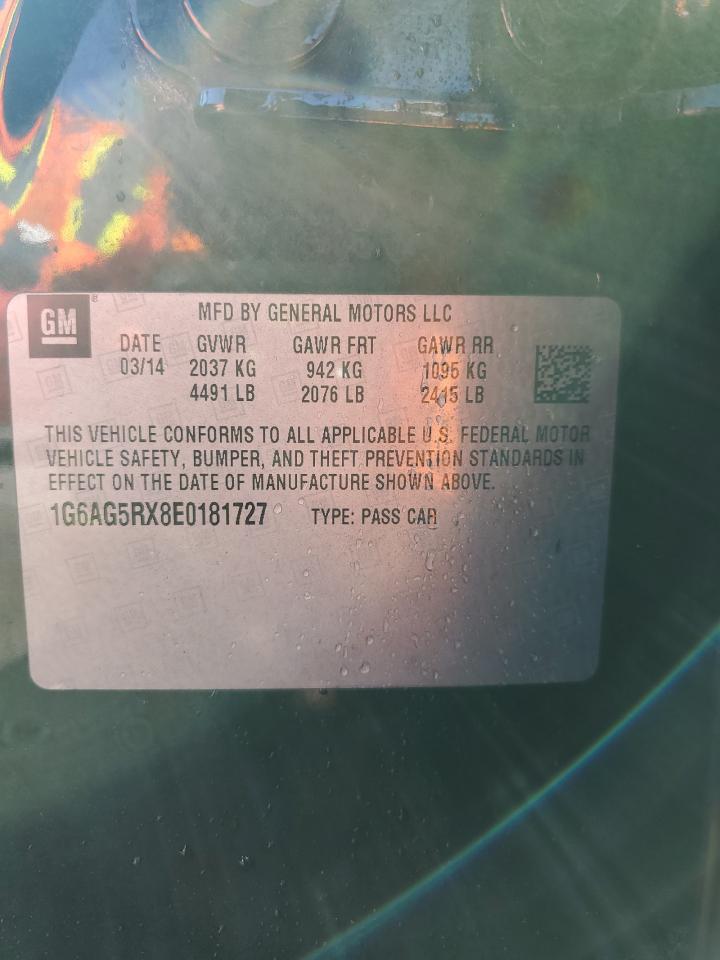 GM
MFD BY GENERAL MOTORS LLC
DATE GVWR GAWR FRT GAWR RR
03/14 2037 KG 942 KG 1095 KG
4491 LB 2076 LB 2415 LB
THIS VEHICLE CONFORMS TO ALL APPLICABLE U.S. FEDERAL MOTOR
VEHICLE SAFETY, BUMPER, AND THEFT PREVENTION STANDARDS IN
EFFECT ON THE DATE OF MANUFACTURE SHOWN ABOVE.
1G6AG5RX8E0181727 TYPE: PASS CAR